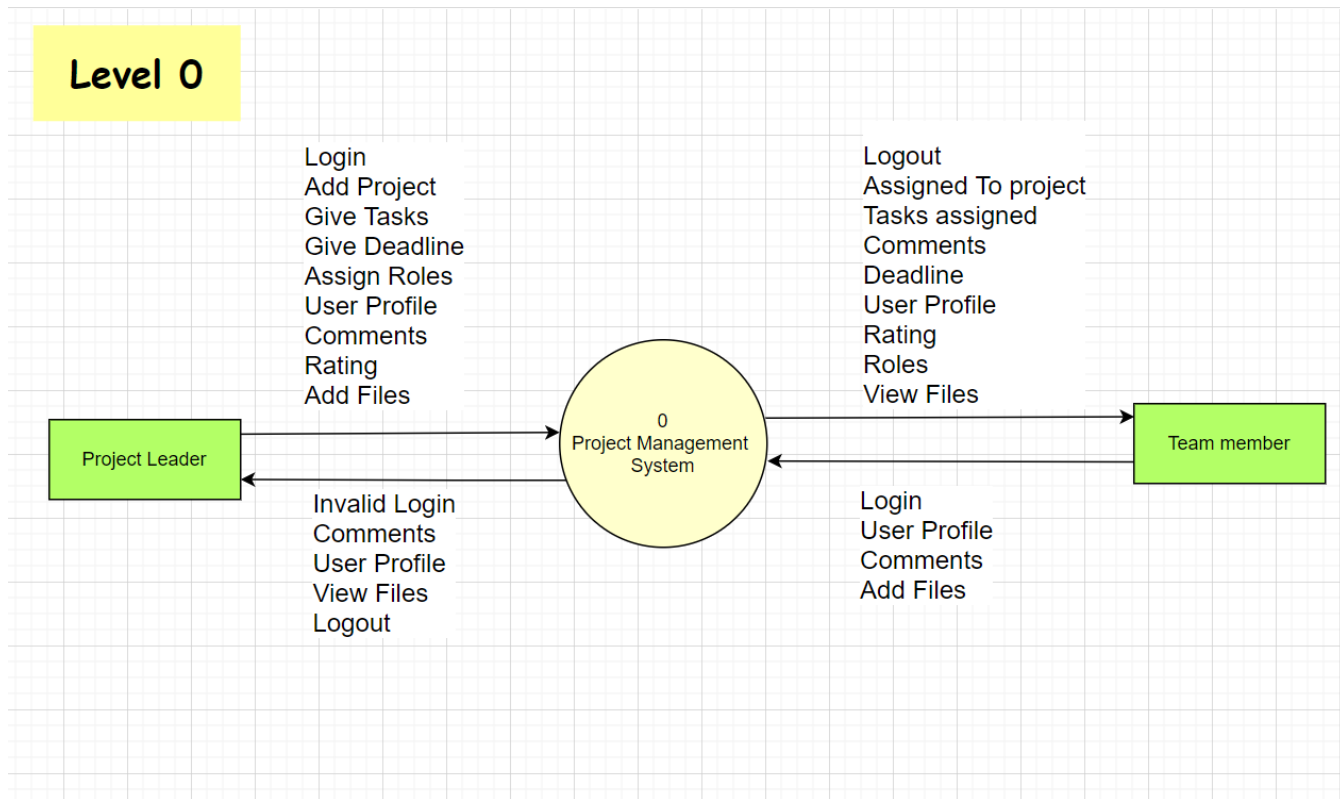 Level 0
Login
Add Project
Give Tasks
Give Deadline
Assign Roles
User Profile
Comments
Rating
Add Files
Logout
Assigned To project
Tasks assigned
Comments
Deadline
User Profile
Rating
Roles
View Files
Project Leader
0
Project Management
System
Team member
Invalid Login
Comments
User Profile
View Files
Logout
Login
User Profile
Comments
Add Files